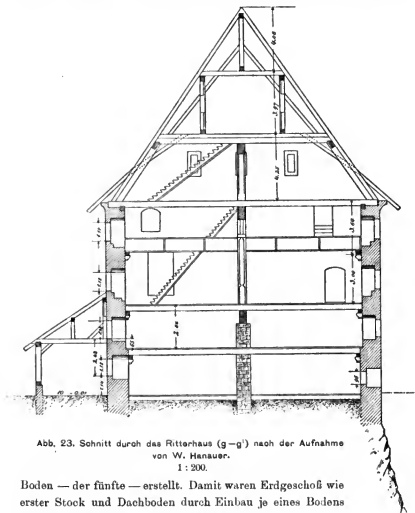 Abb. 23. Schnitt durch das Ritterhaus (g—g¹) nach der Aufnahme
von W. Hanauer.
1 : 200.
Boden — der fünfte — erstellt. Damit waren Erdgeschoß wie
erster Stock und Dachboden durch Einbau je eines Bodens